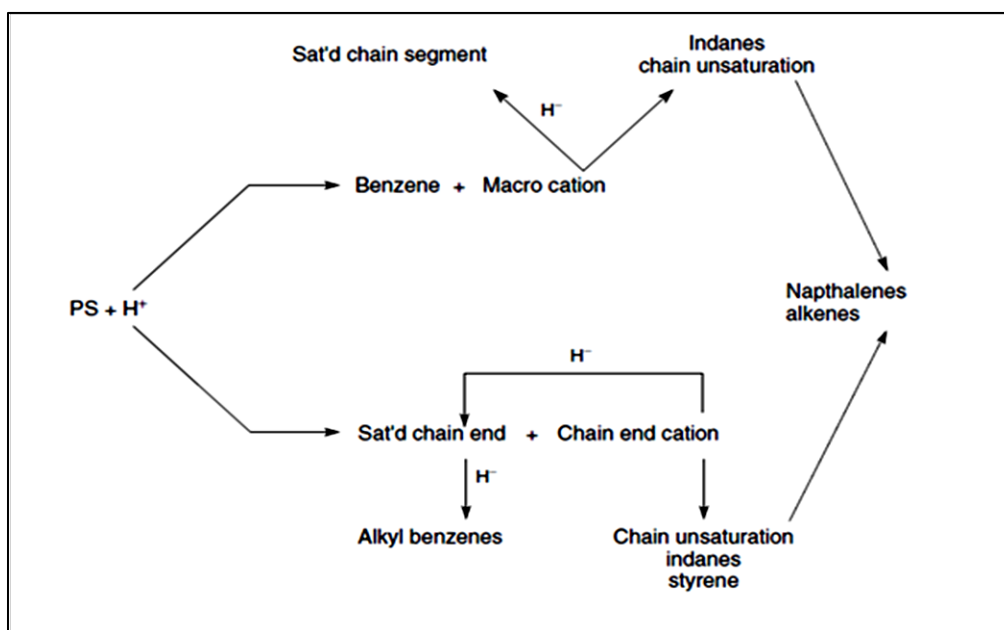 Sat'd chain segment
Indanes
chain unsaturation
H⁻
Benzene + Macro cation
PS + H⁺
Napthalenes
alkenes
H⁻
Sat'd chain end + Chain end cation
H⁻
Alkyl benzenes
Chain unsaturation
indanes
styrene